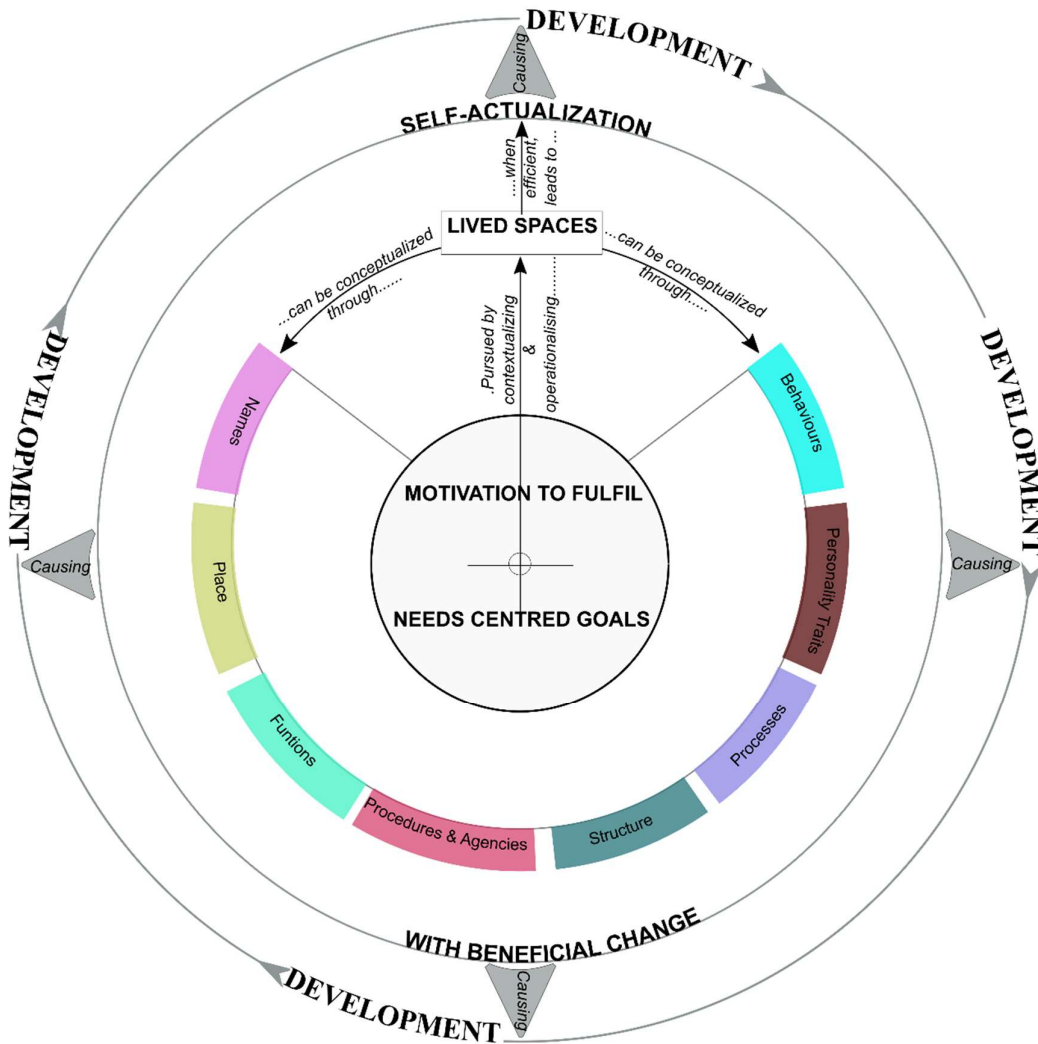 DEVELOPMENT
Causing
SELF-ACTUALIZATION
....when
efficient,
leads to ...
LIVED SPACES
...can be conceptualized
through......
...can be conceptualized
through.....
.Pursued by
contextualizing
&
operationalising..........
DEVELOPMENT
DEVELOPMENT
Names
Behaviours
MOTIVATION TO FULFIL
Place
Personality Traits
Causing
Causing
NEEDS CENTRED GOALS
Funtions
Processes
Procedures & Agencies
Structure
WITH BENEFICIAL CHANGE
Causing
DEVELOPMENT